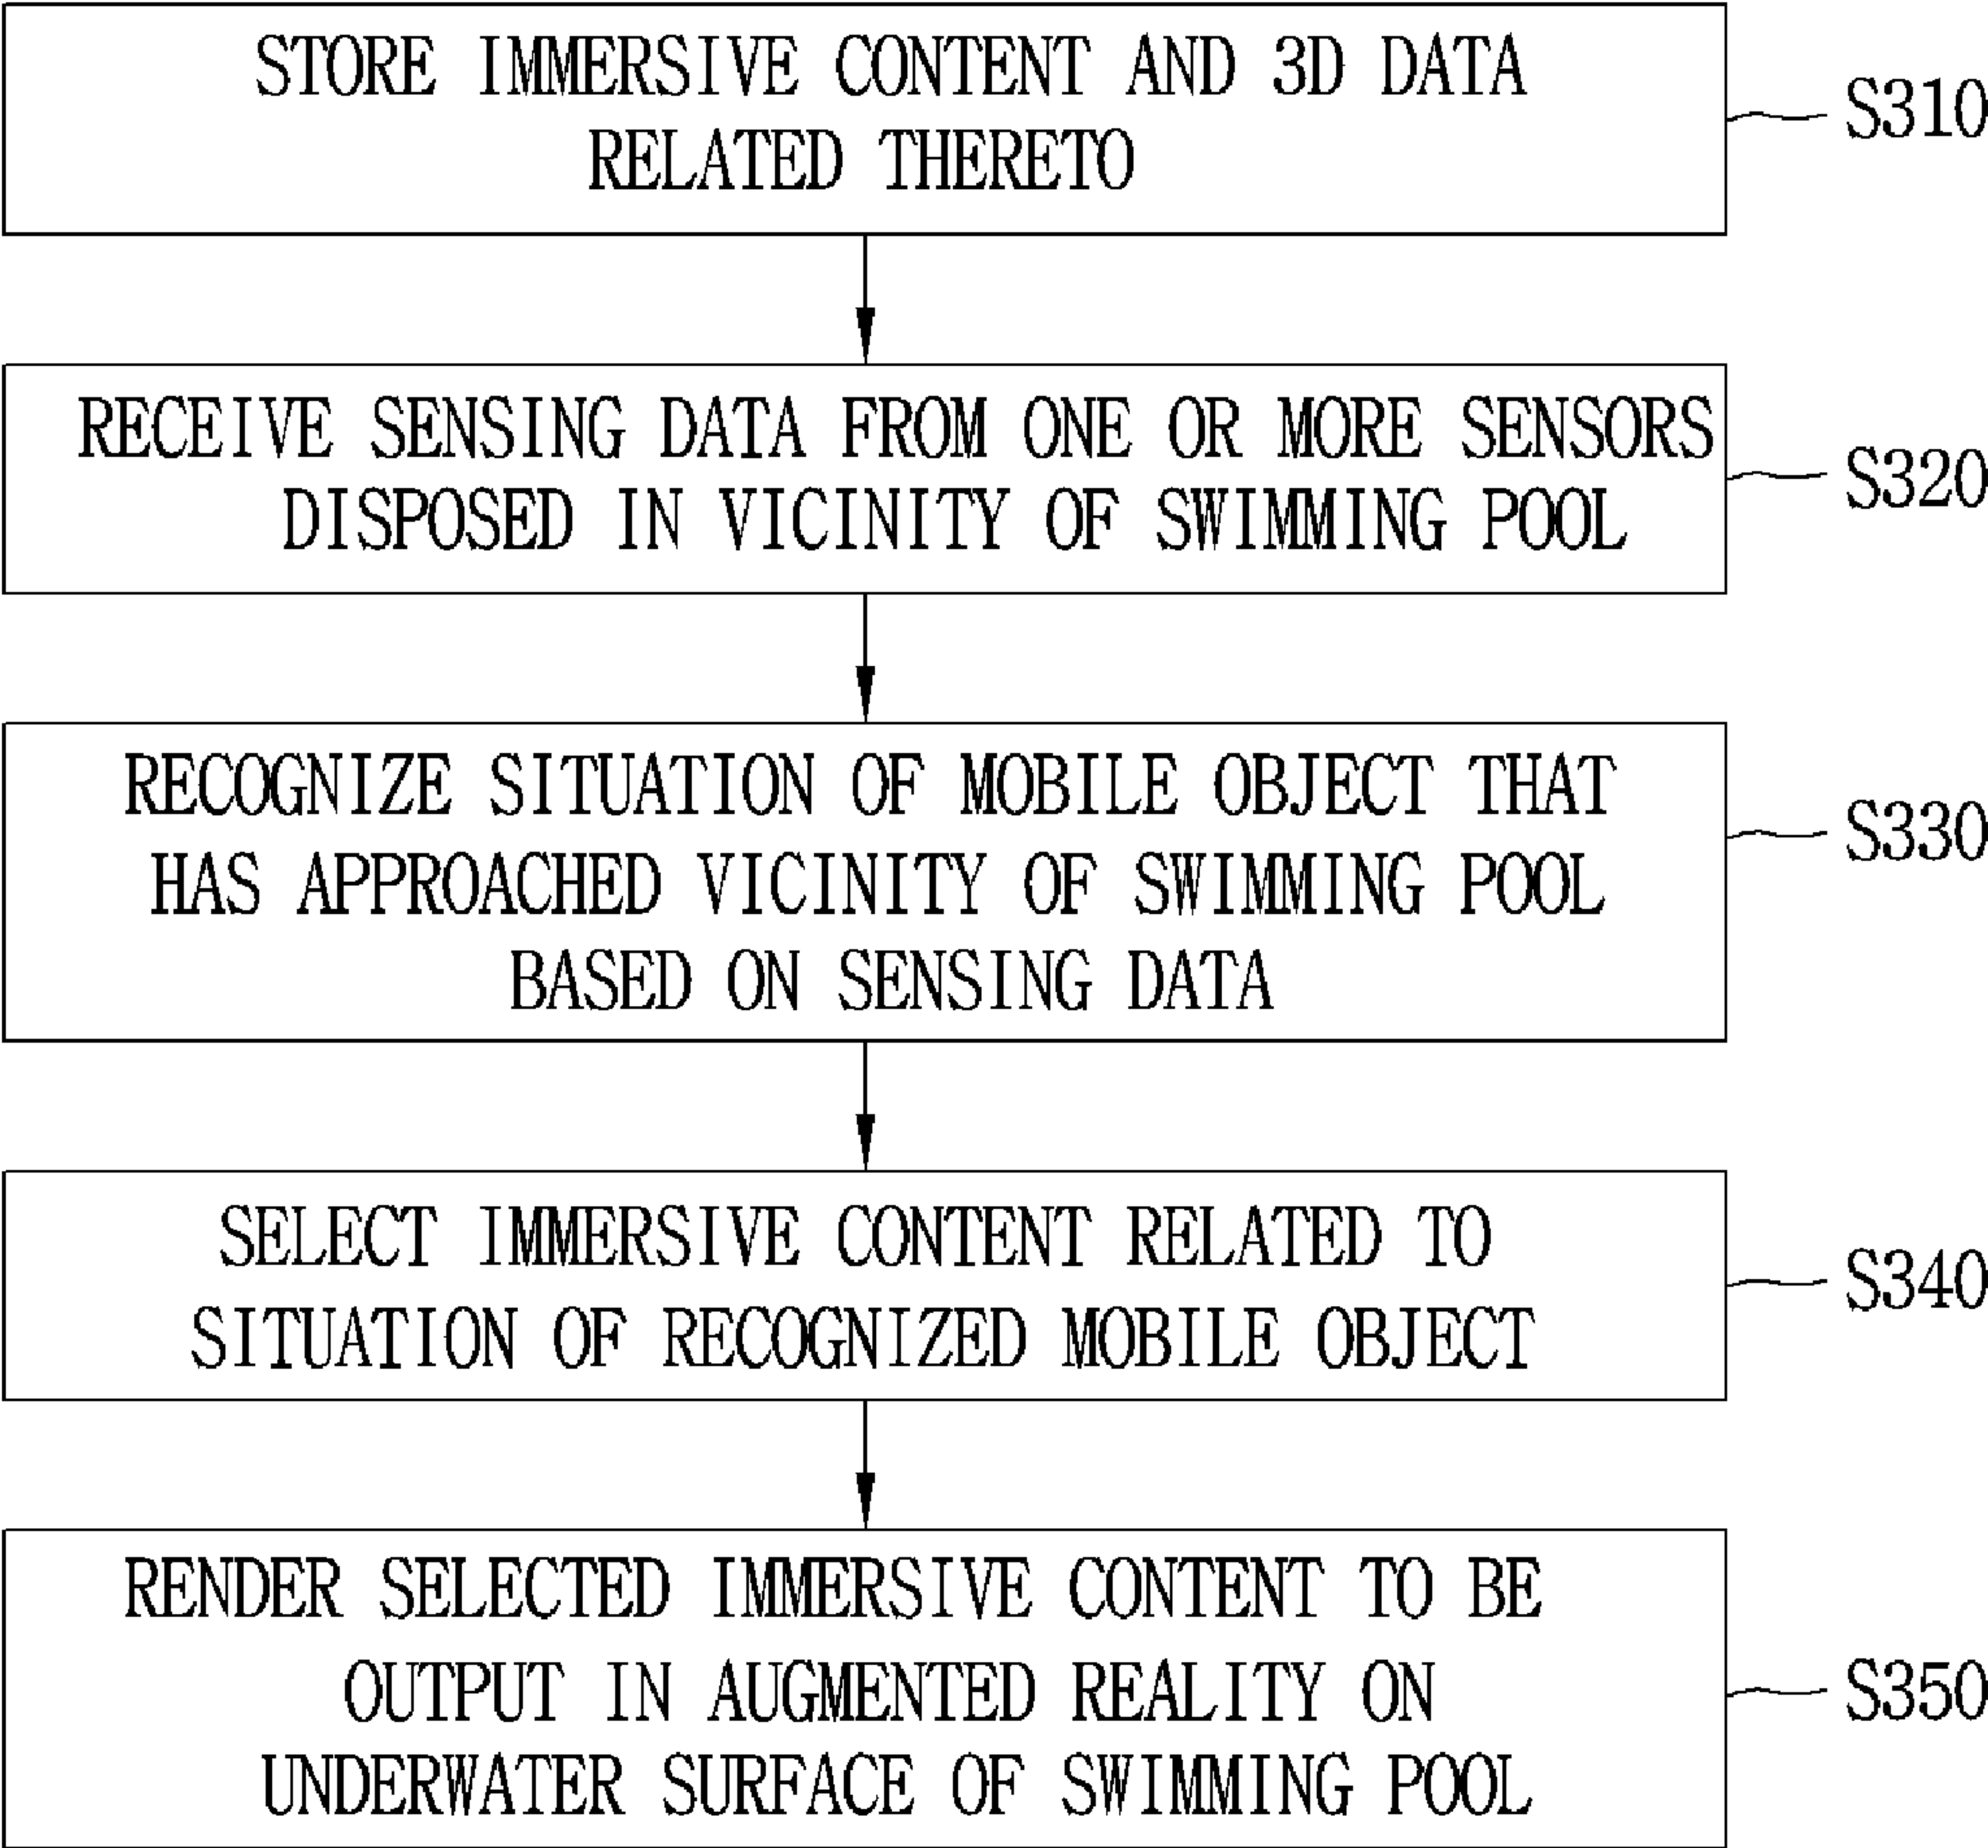 STORE IMMERSIVE CONTENT AND 3D DATA
RELATED THERETO
S310
RECEIVE SENSING DATA FROM ONE OR MORE SENSORS
DISPOSED IN VICINITY OF SWIMMING POOL
S320
RECOGNIZE SITUATION OF MOBILE OBJECT THAT
HAS APPROACHED VICINITY OF SWIMMING POOL
BASED ON SENSING DATA
S330
SELECT IMMERSIVE CONTENT RELATED TO
SITUATION OF RECOGNIZED MOBILE OBJECT
S340
RENDER SELECTED IMMERSIVE CONTENT TO BE
OUTPUT IN AUGMENTED REALITY ON
UNDERWATER SURFACE OF SWIMMING POOL
S350